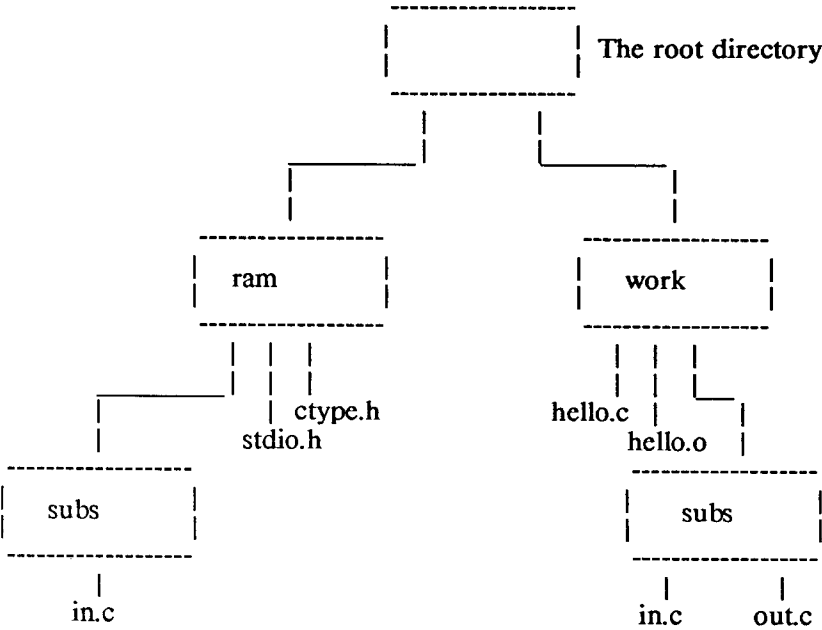 The root directory
ram
work
ctype.h
stdio.h
hello.c
hello.o
subs
subs
in.c
in.c
out.c